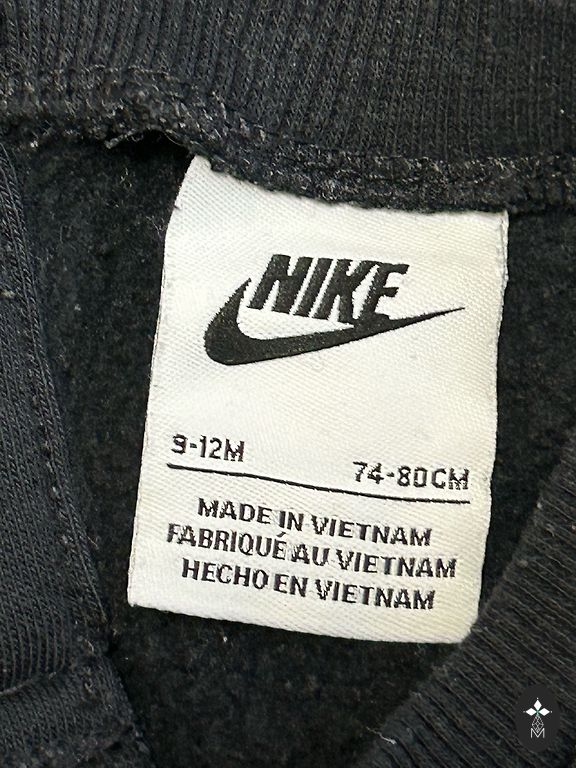 NIKE
9-12M
74-80CM
MADE IN VIETNAM
FABRIQUÉ AU VIETNAM
HECHO EN VIETNAM
M